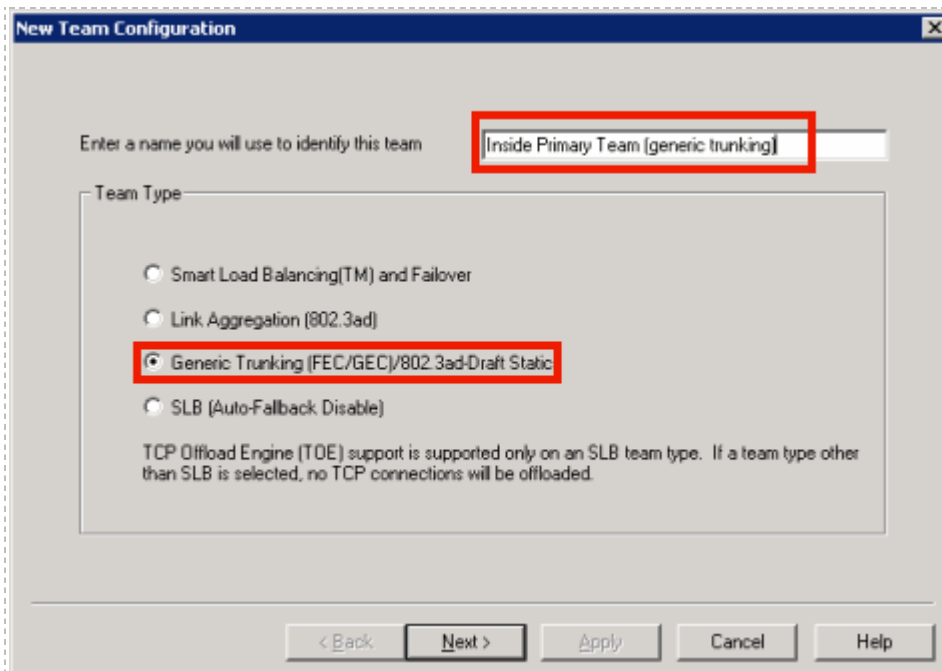 New Team Configuration
Enter a name you will use to identify this team
Inside Primary Team (generic trunking)
Team Type
Smart Load Balancing(TM) and Failover
Link Aggregation (802.3ad)
Generic Trunking (FEC/GEC)/802.3ad-Draft Static
SLB (Auto-Fallback Disable)
TCP Offload Engine (TOE) support is supported only on an SLB team type. If a team type other
than SLB is selected, no TCP connections will be offloaded.
< Back Next > Apply Cancel Help